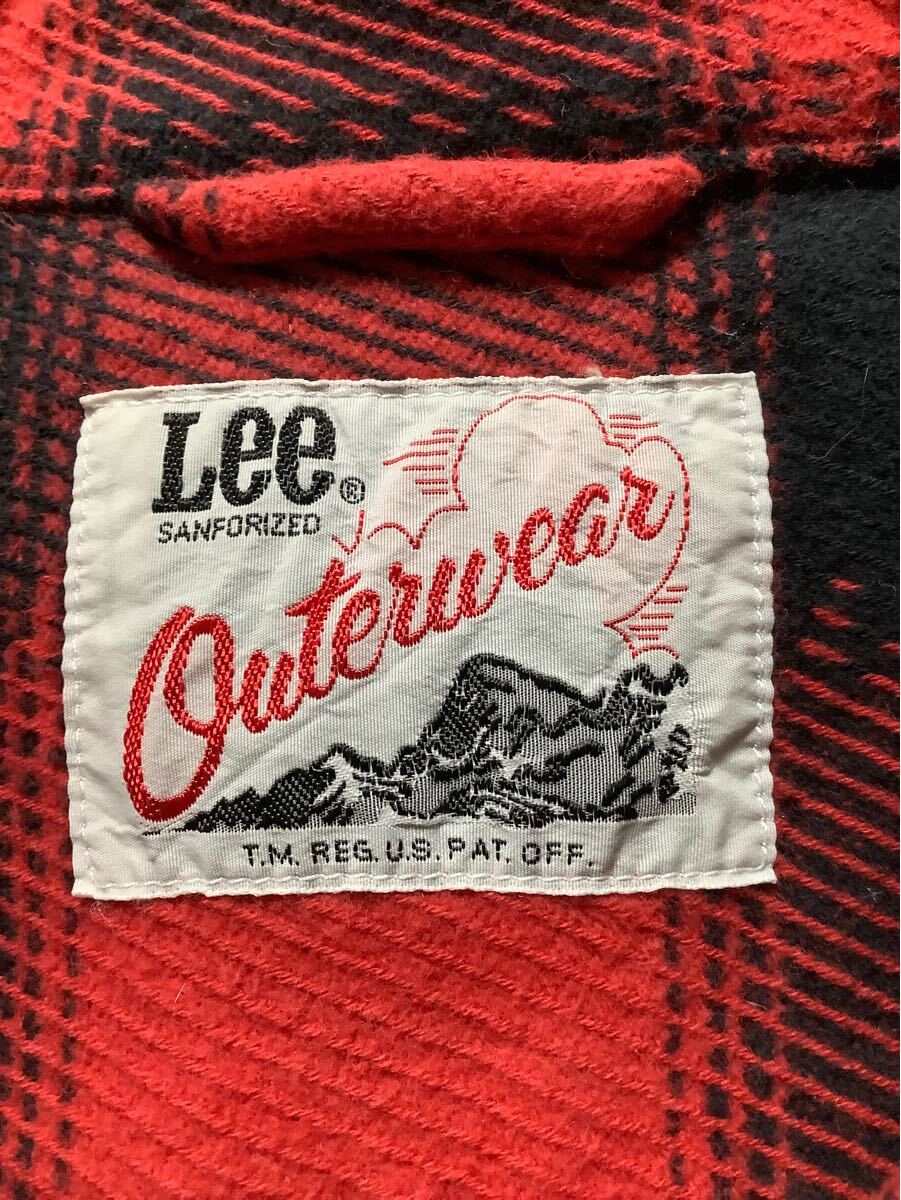 Lee®
SANFORIZED
Outerwear
T.M. REG. U.S. PAT. OFF.